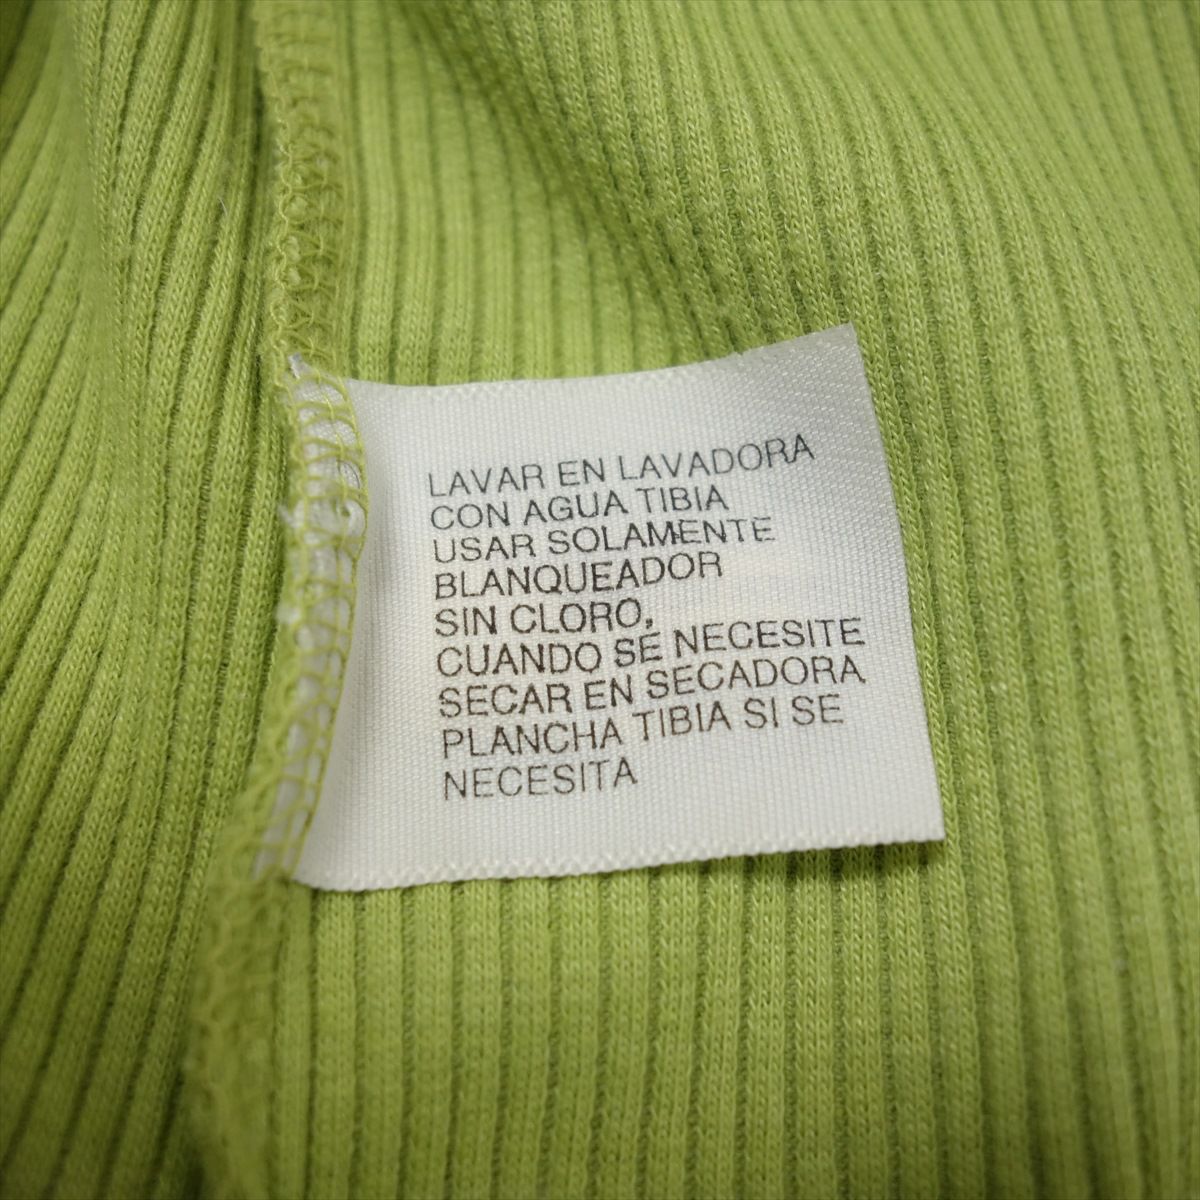 LAVAR EN LAVADORA
CON AGUA TIBIA
USAR SOLAMENTE
BLANQUEADOR
SIN CLORO,
CUANDO SE NECESITE
SECAR EN SECADORA
PLANCHA TIBIA SI SE
NECESITA